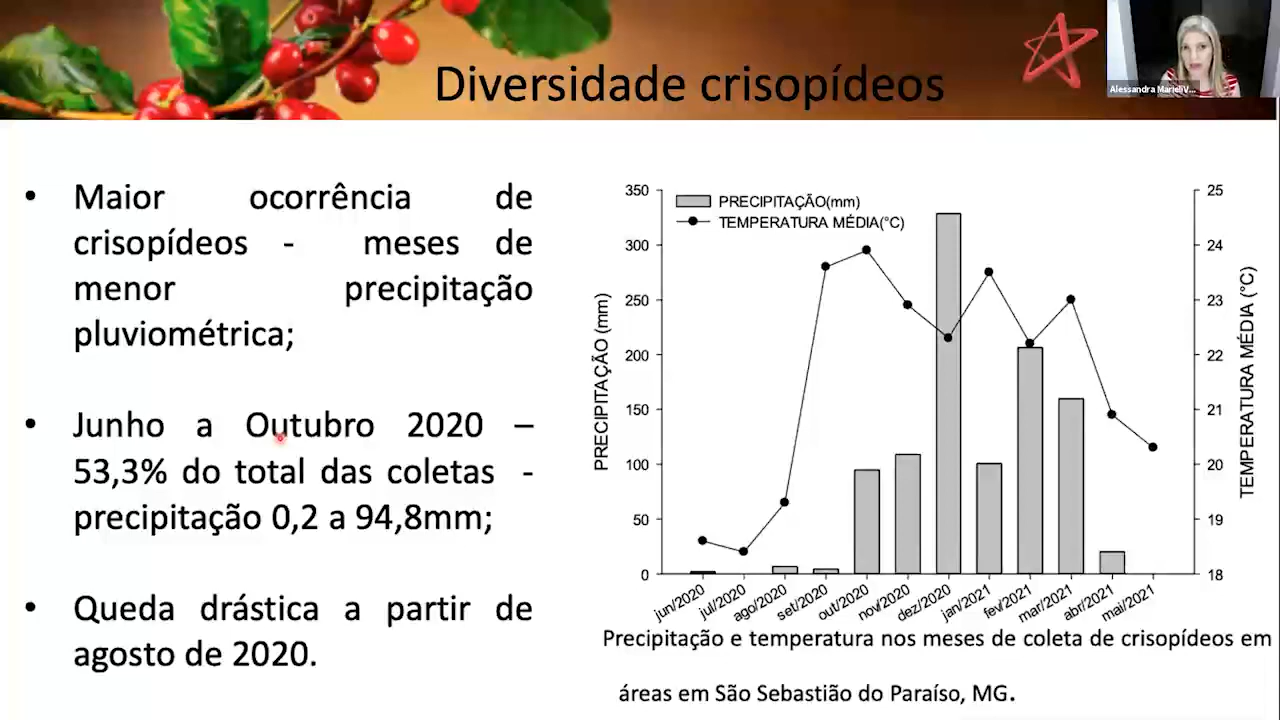 Diversidade crisopídeos
Alessandra MarieliV...
• Maior ocorrência de
crisopídeos - meses de
menor precipitação
pluviométrica;
• Junho a Outubro 2020 –
53,3% do total das coletas -
precipitação 0,2 a 94,8mm;
• Queda drástica a partir de
agosto de 2020.
PRECIPITAÇÃO(mm)
TEMPERATURA MÉDIA(°C)
PRECIPITAÇÃO (mm)
350
300
250
200
150
100
50
0
25
24
23
22
21
20
19
18
TEMPERATURA MÉDIA (°C)
jun/2020 jul/2020 ago/2020 set/2020 out/2020 nov/2020 dez/2020 jan/2021 fev/2021 mar/2021 abr/2021 mai/2021
Precipitação e temperatura nos meses de coleta de crisopídeos em
áreas em São Sebastião do Paraíso, MG.